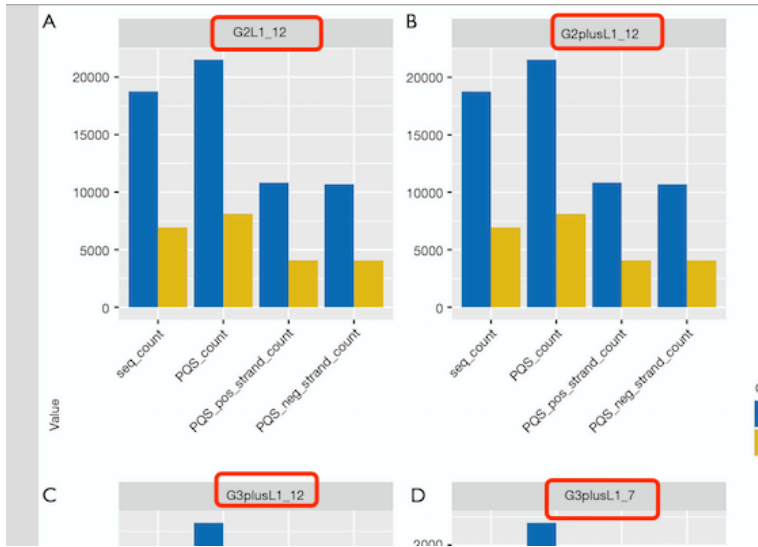 A
G2L1_12
B
G2plusL1_12
20000
15000
10000
5000
0
20000
15000
10000
5000
0
seq_count
PQS_count
PQS_pos_strand_count
PQS_neg_strand_count
seq_count
PQS_count
PQS_pos_strand_count
PQS_neg_strand_count
Value
C
G3plusL1_12
D
G3plusL1_7
3000